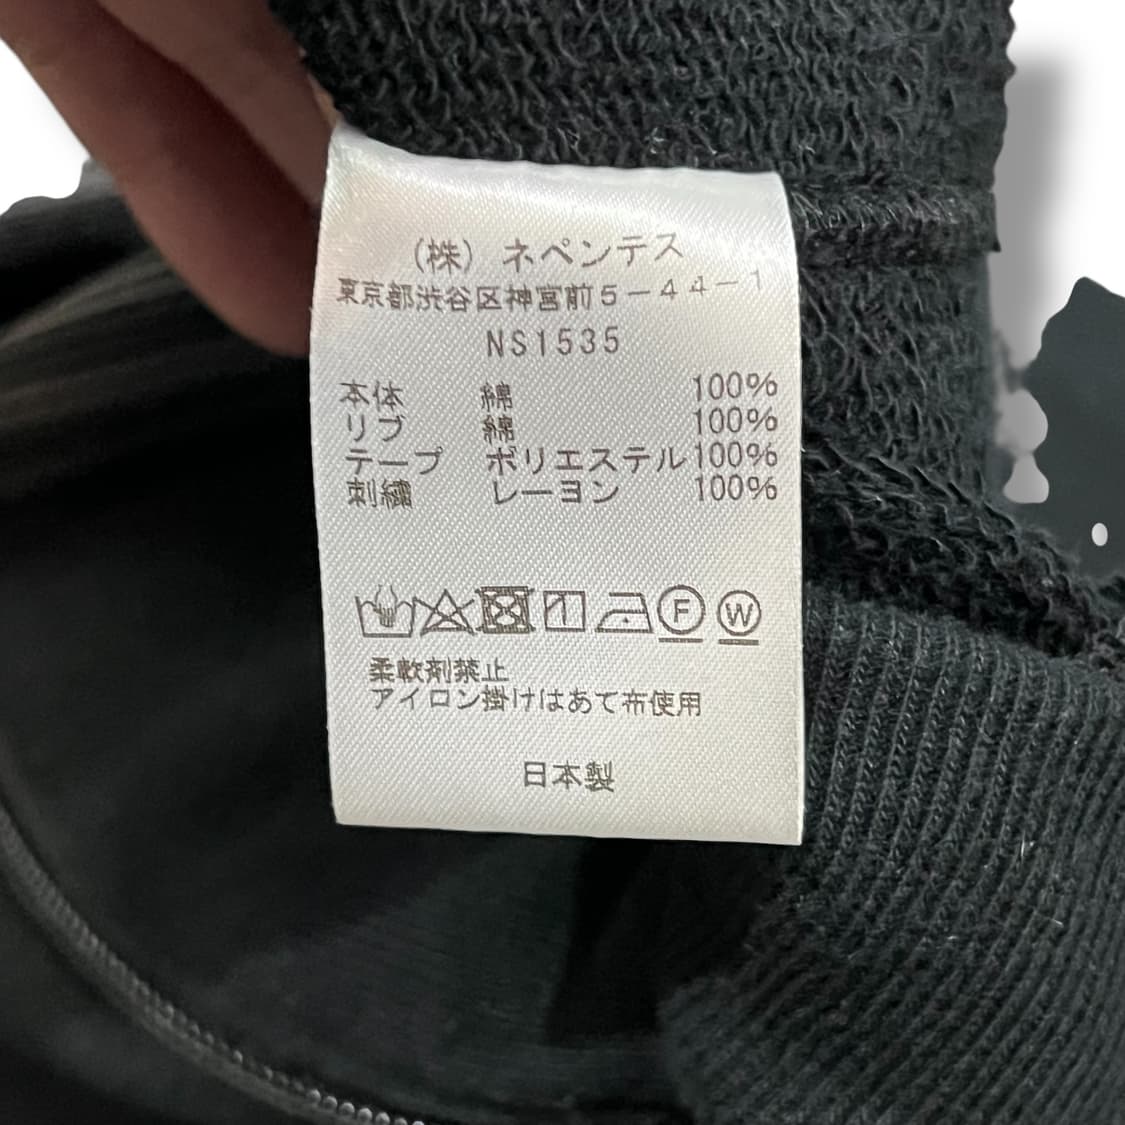 (株) ネペンテス
東京都渋谷区神宮前5-44-1
NS1535
本体 綿 100%
リブ 綿 100%
テープ ポリエステル 100%
刺繍 レーヨン 100%
1 F W
柔軟剤禁止
アイロン掛けはあて布使用
日本製